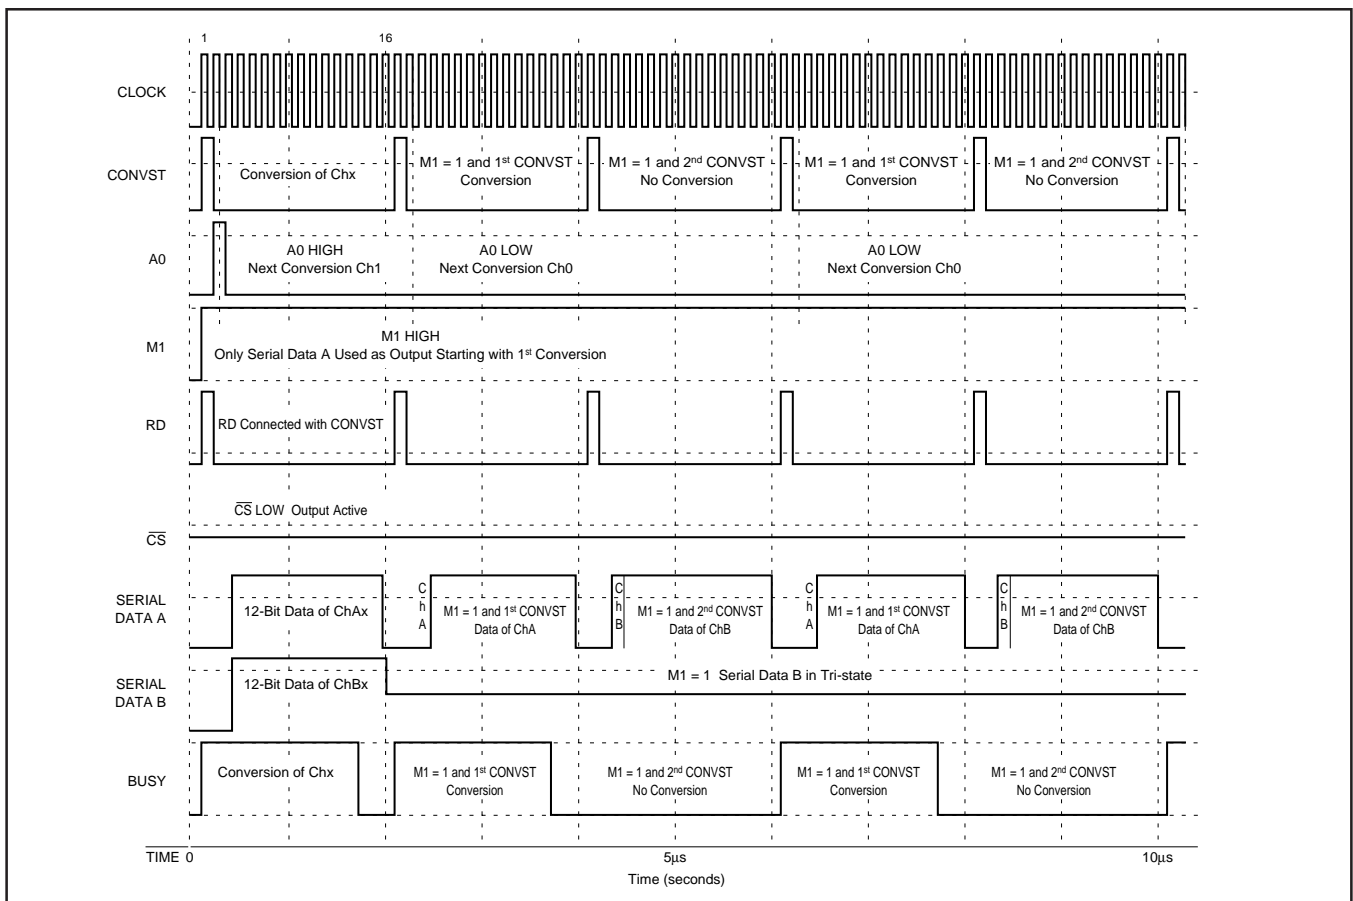 1
16
CLOCK
CONVST
Conversion of Chx
M1 = 1 and 1st CONVST
Conversion
M1 = 1 and 2nd CONVST
No Conversion
M1 = 1 and 1st CONVST
Conversion
M1 = 1 and 2nd CONVST
No Conversion
A0
A0 HIGH
Next Conversion Ch1
A0 LOW
Next Conversion Ch0
A0 LOW
Next Conversion Ch0
M1
M1 HIGH
Only Serial Data A Used as Output Starting with 1st Conversion
RD
RD Connected with CONVST
CS LOW Output Active
CS
SERIAL
DATA A
12-Bit Data of ChAx
ChA
M1 = 1 and 1st CONVST
Data of ChA
ChB
M1 = 1 and 2nd CONVST
Data of ChB
ChA
M1 = 1 and 1st CONVST
Data of ChA
ChB
M1 = 1 and 2nd CONVST
Data of ChB
SERIAL
DATA B
12-Bit Data of ChBx
M1 = 1 Serial Data B in Tri-state
BUSY
Conversion of Chx
M1 = 1 and 1st CONVST
Conversion
M1 = 1 and 2nd CONVST
No Conversion
M1 = 1 and 1st CONVST
Conversion
M1 = 1 and 2nd CONVST
No Conversion
TIME 0
5µs
10µs
Time (seconds)